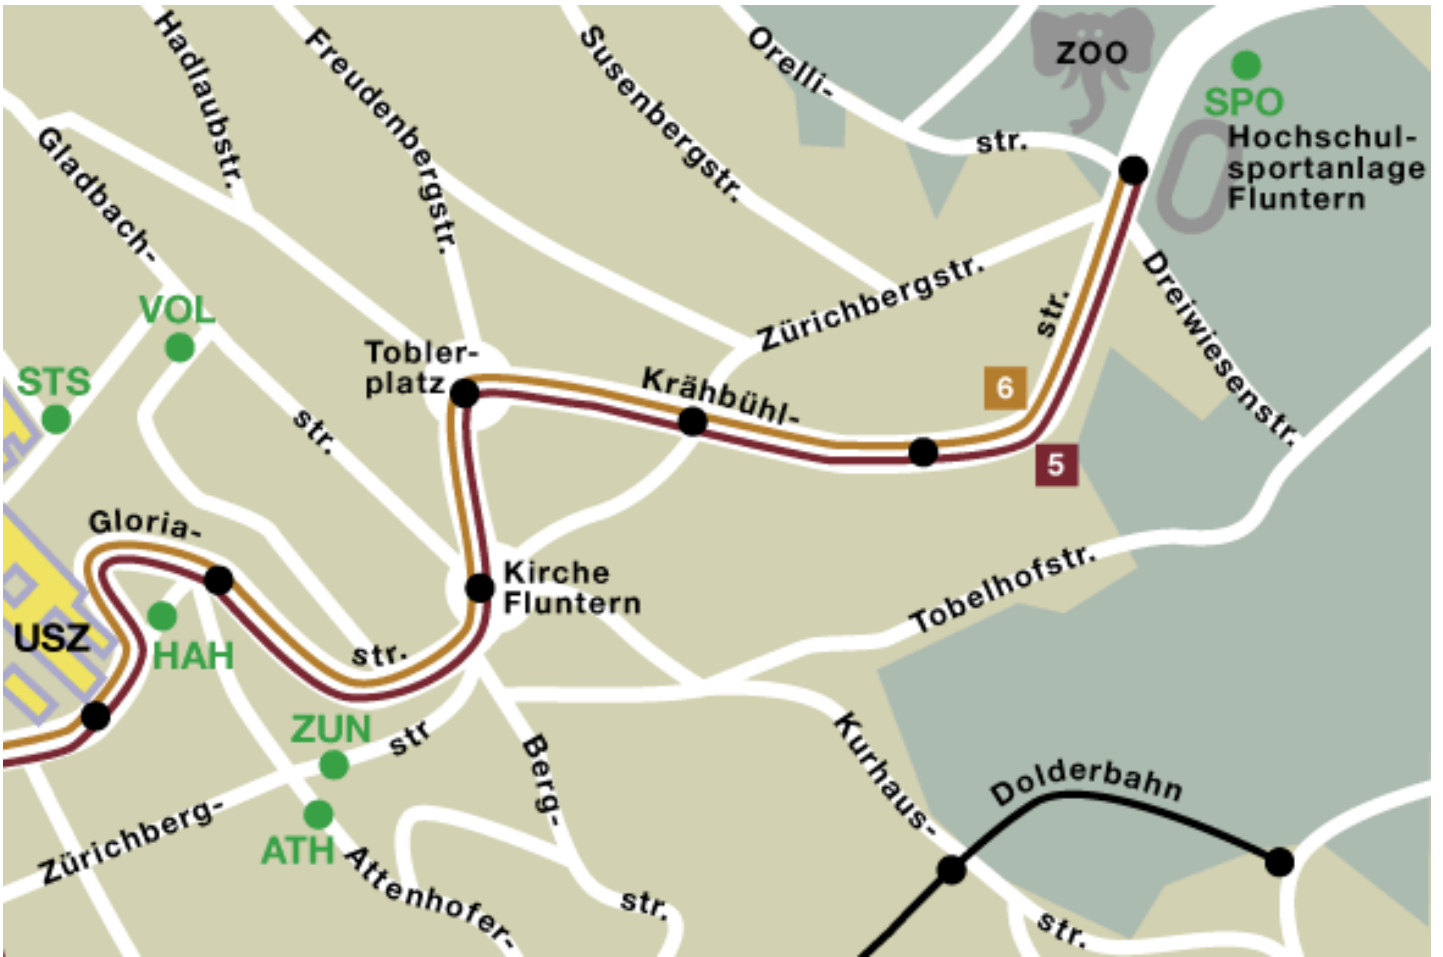 Hadlaubstr.
Freudenbergstr.
Susenbergstr.
Orelli-
str.
ZOO
SPO
Hochschul-
sportanlage
Fluntern
Gladbach-
str.
VOL
STS
Tobler-
platz
Krähbühl-
str.
Zürichbergstr.
Dreiwiesenstr.
6
5
Gloria-
str.
Kirche
Fluntern
Tobelhofstr.
USZ
HAH
ZUN
ATH
Zürichberg-
str
Berg-
str.
Attenhofer-
Kurhaus-
str.
Dolderbahn